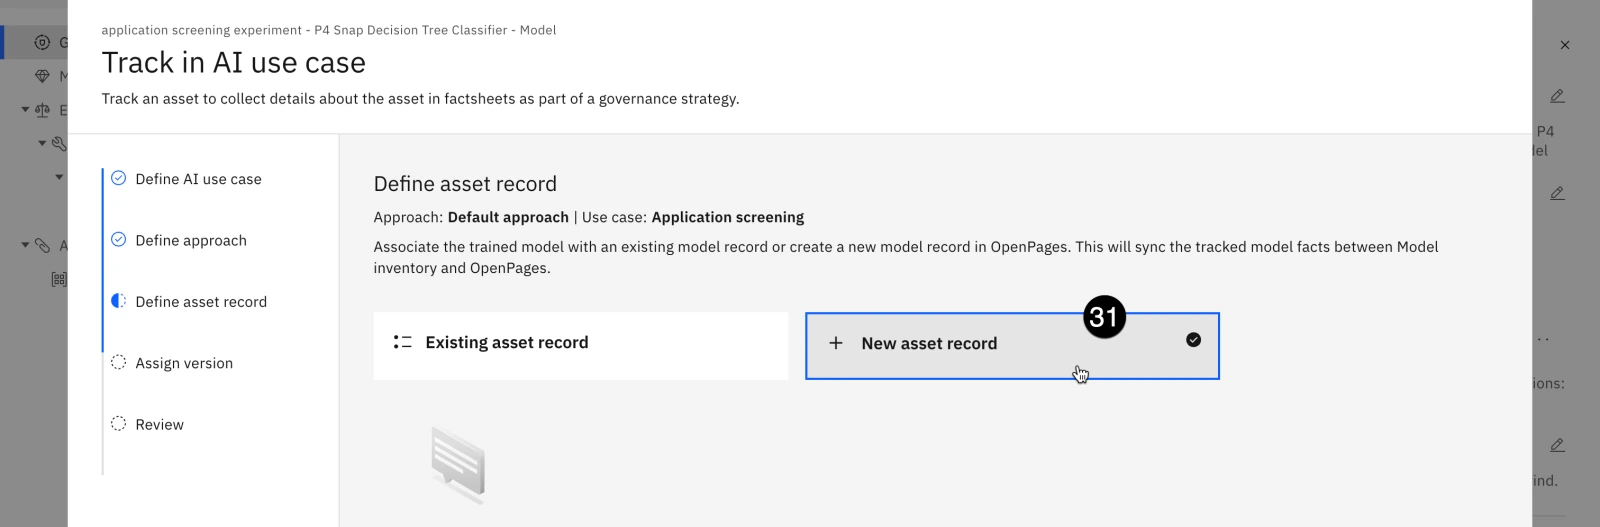 application screening experiment - P4 Snap Decision Tree Classifier - Model
Track in AI use case
Track an asset to collect details about the asset in factsheets as part of a governance strategy.
Define AI use case
Define approach
Define asset record
Assign version
Review
Define asset record
Approach: Default approach | Use case: Application screening
Associate the trained model with an existing model record or create a new model record in OpenPages. This will sync the tracked model facts between Model
inventory and OpenPages.
Existing asset record
New asset record
31
G
M
E
A
P4
del
ions:
ind.